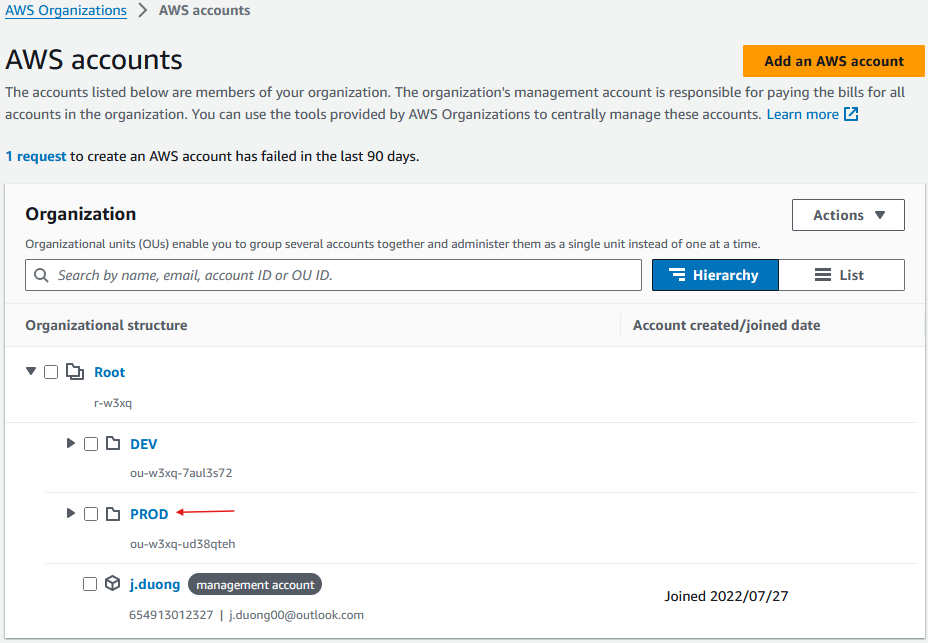 AWS Organizations > AWS accounts
AWS accounts
Add an AWS account
The accounts listed below are members of your organization. The organization's management account is responsible for paying the bills for all
accounts in the organization. You can use the tools provided by AWS Organizations to centrally manage these accounts. Learn more
1 request to create an AWS account has failed in the last 90 days.
Organization
Actions
Organizational units (OUs) enable you to group several accounts together and administer them as a single unit instead of one at a time.
Search by name, email, account ID or OU ID.
Hierarchy
List
Organizational structure
Account created/joined date
Root
r-w3xq
DEV
ou-w3xq-7aul3s72
PROD
ou-w3xq-ud38qteh
j.duong management account
Joined 2022/07/27
654913012327 | j.duong00@outlook.com